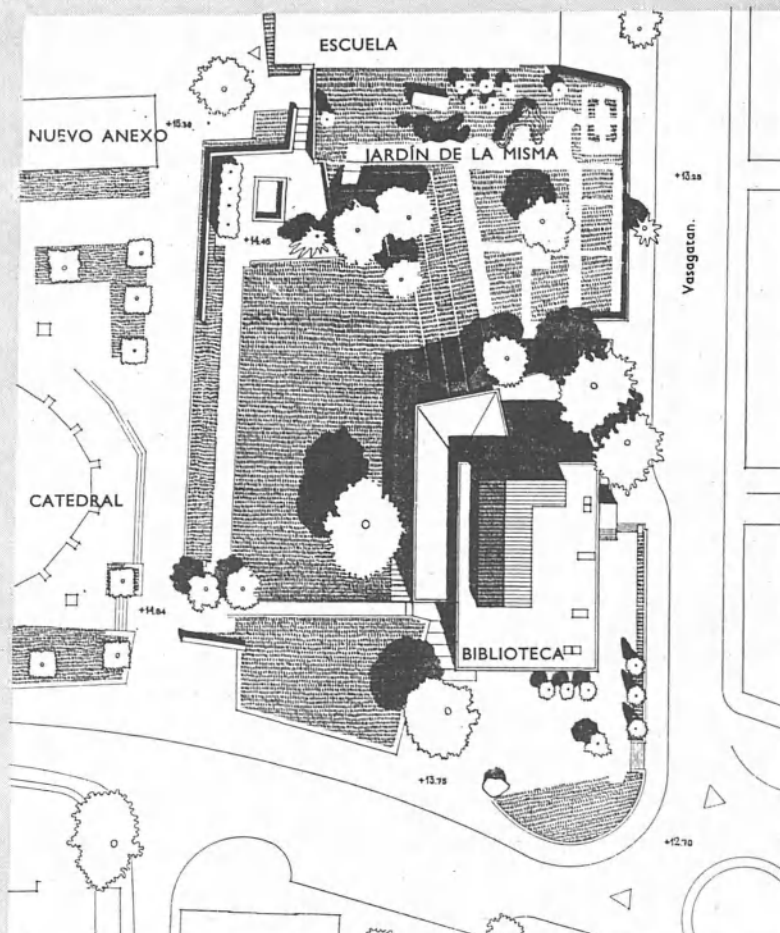 ESCUELA
NUEVO ANEXO
+15.38
JARDÍN DE LA MISMA
+13.25
+14.45
Vasagatan.
CATEDRAL
+14.64
BIBLIOTECA
+13.75
+12.70